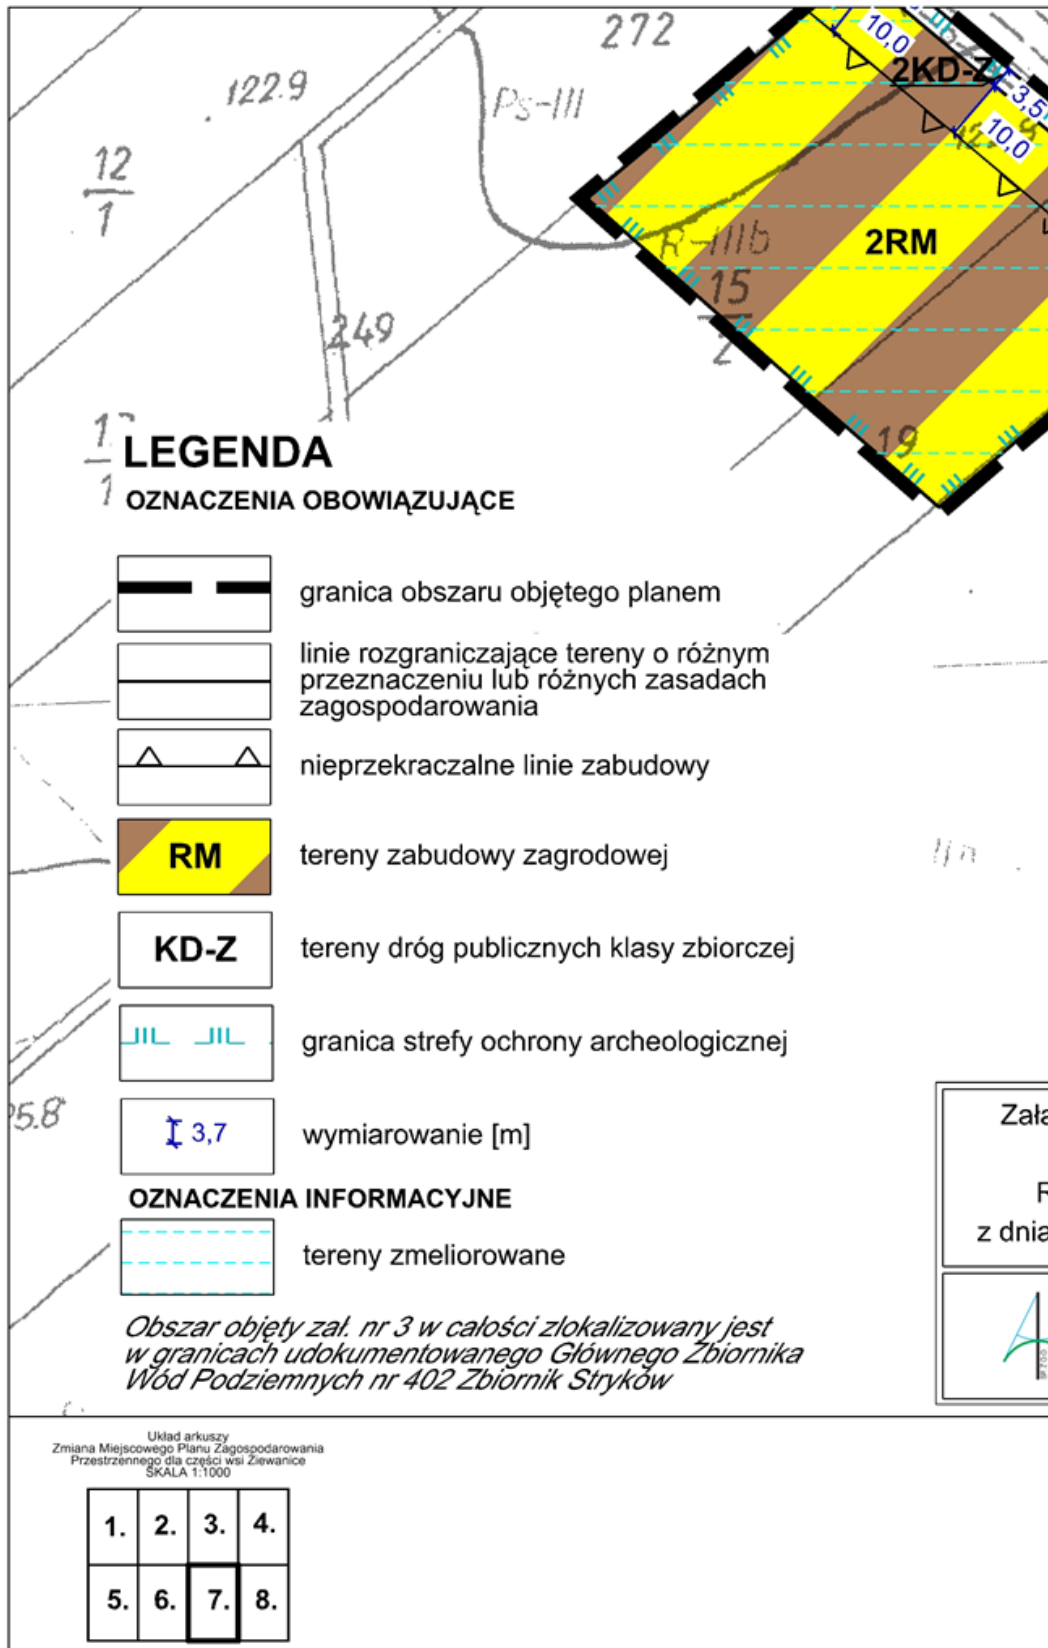 272
10,0
2KD-Z
3,5
10,0
122.9
Ps-III
12
1
R-IIIb
2RM
15
2
249
19
1
LEGENDA
OZNACZENIA OBOWIĄZUJĄCE
granica obszaru objętego planem
linie rozgraniczające tereny o różnym
przeznaczeniu lub różnych zasadach
zagospodarowania
nieprzekraczalne linie zabudowy
RM
tereny zabudowy zagrodowej
KD-Z
tereny dróg publicznych klasy zbiorczej
granica strefy ochrony archeologicznej
3,7
wymiarowanie [m]
5.8
OZNACZENIA INFORMACYJNE
tereny zmeliorowane
Obszar objęty zał. nr 3 w całości zlokalizowany jest
w granicach udokumentowanego Głównego Zbiornika
Wód Podziemnych nr 402 Zbiornik Stryków
Zała
R
z dnia
Układ arkuszy
Zmiana Miejscowego Planu Zagospodarowania
Przestrzennego dla części wsi Ziewanice
SKALA 1:1000
1. 2. 3. 4.
5. 6. 7. 8.